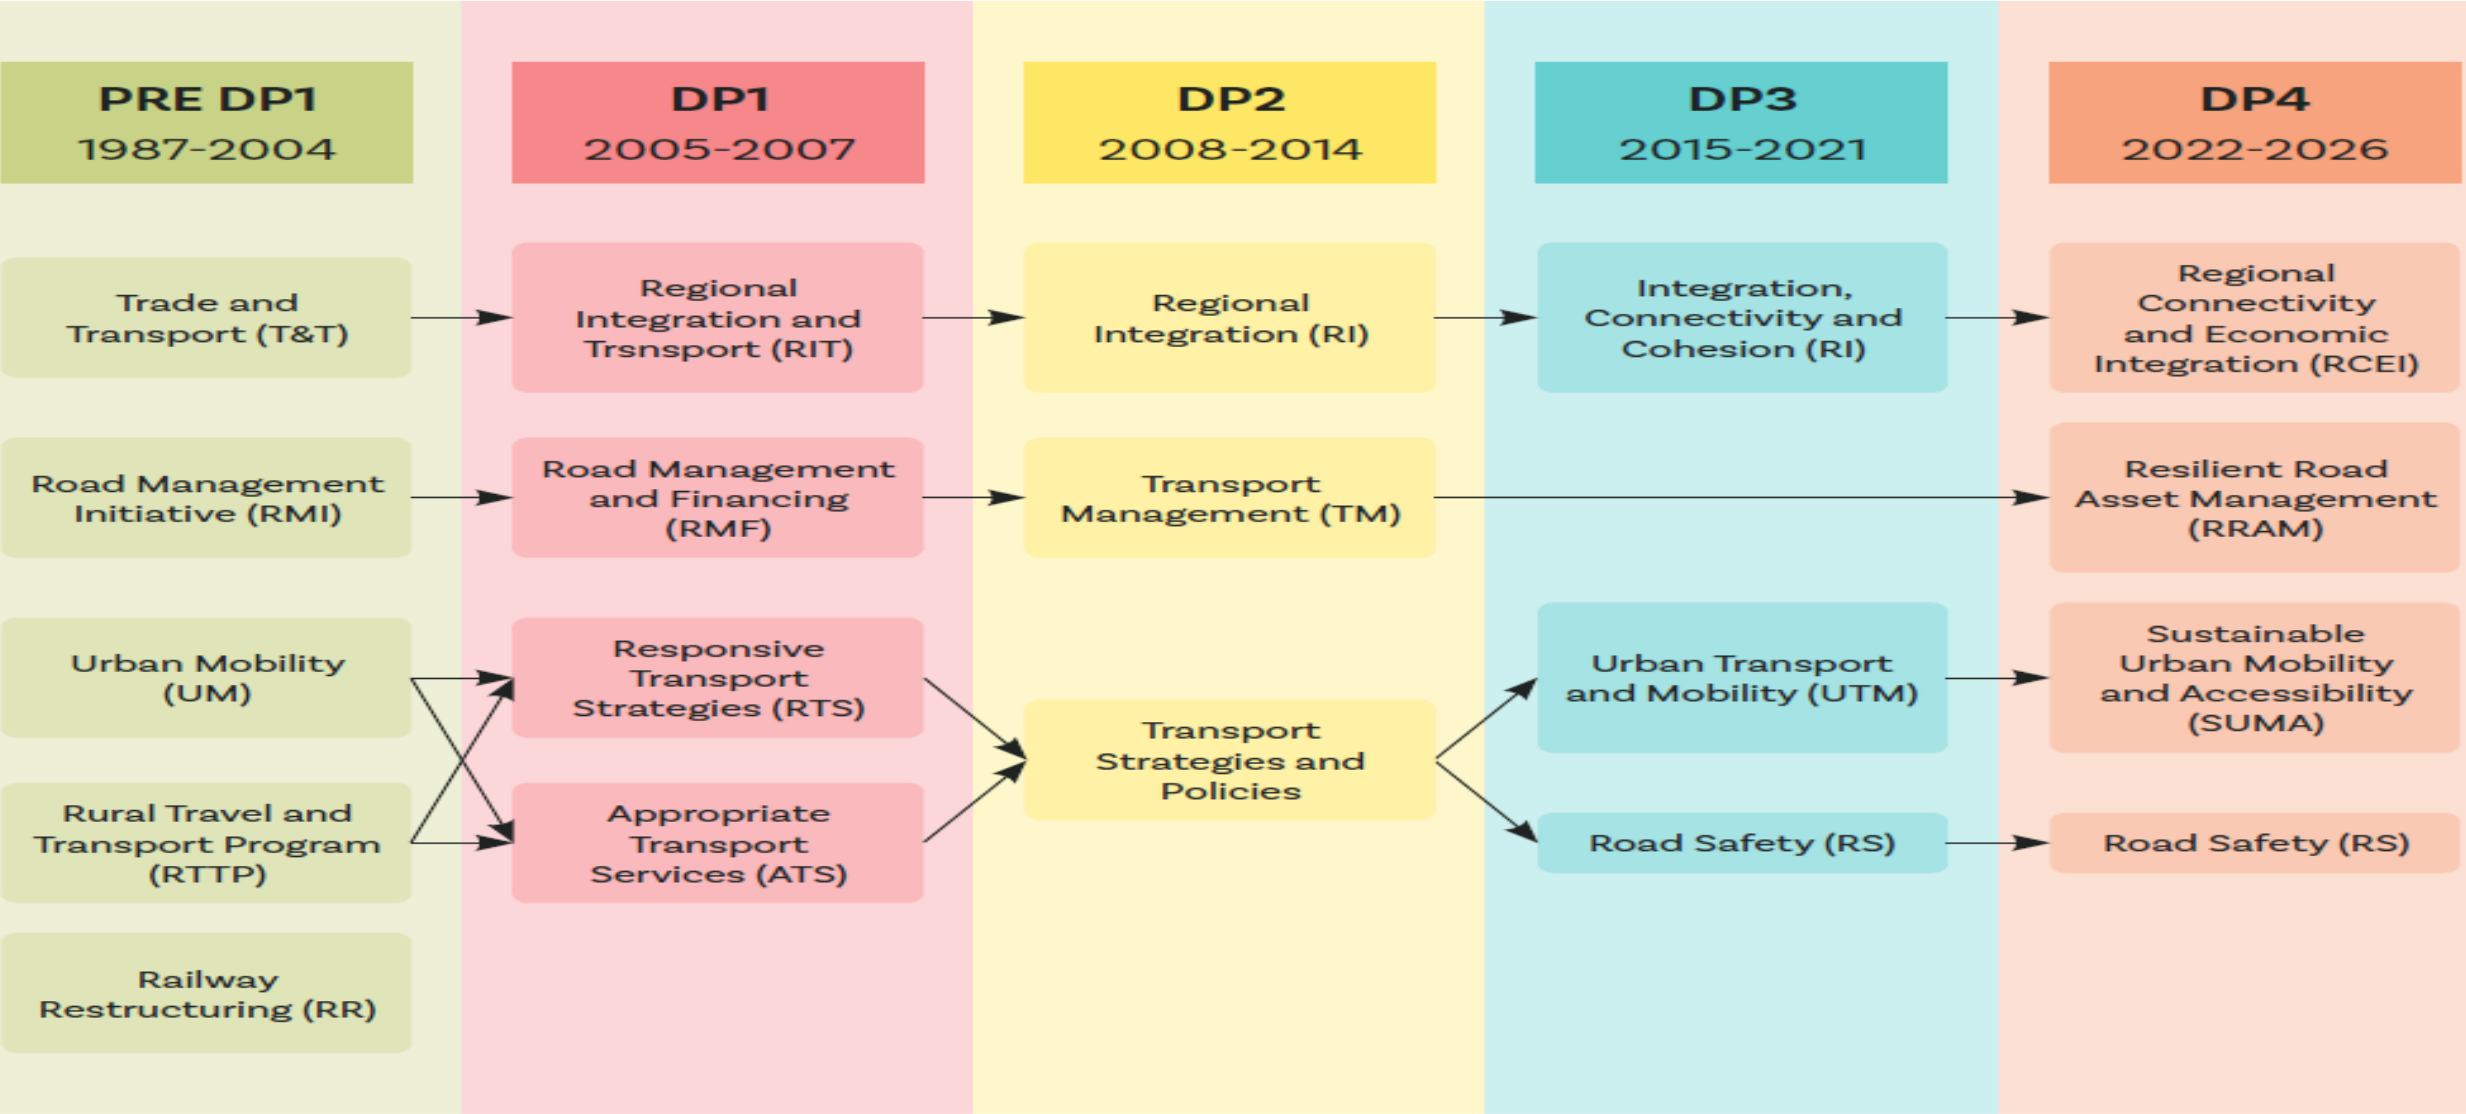 PRE DP1
1987-2004
Trade and
Transport (T&T)
Road Management
Initiative (RMI)
Urban Mobility
(UM)
Rural Travel and
Transport Program
(RTTP)
Railway
Restructuring (RR)
DP1
2005-2007
Regional
Integration and
Trsnsport (RIT)
Road Management
and Financing
(RMF)
Responsive
Transport
Strategies (RTS)
Appropriate
Transport
Services (ATS)
DP2
2008-2014
Regional
Integration (RI)
Transport
Management (TM)
Transport
Strategies and
Policies
DP3
2015-2021
Integration,
Connectivity and
Cohesion (RI)
Urban Transport
and Mobility (UTM)
Road Safety (RS)
DP4
2022-2026
Regional
Connectivity
and Economic
Integration (RCEI)
Resilient Road
Asset Management
(RRAM)
Sustainable
Urban Mobility
and Accessibility
(SUMA)
Road Safety (RS)